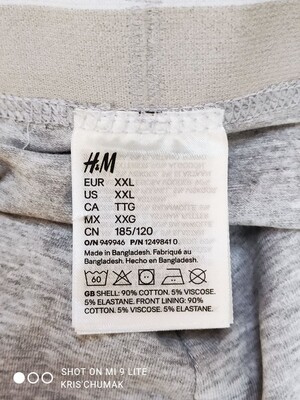 H&M
EUR XXL
US XXL
CA TTG
MX XXG
CN 185/120
O/N 949946 P/N 1249841 0
Made in Bangladesh. Fabriqué au
Bangladesh. Hecho en Bangladesh.
60
GB SHELL: 90% COTTON. 5% VISCOSE.
5% ELASTANE. FRONT LINING: 90%
COTTON. 5% VISCOSE. 5% ELASTANE.
SHOT ON MI 9 LITE
KRIS CHUMAK